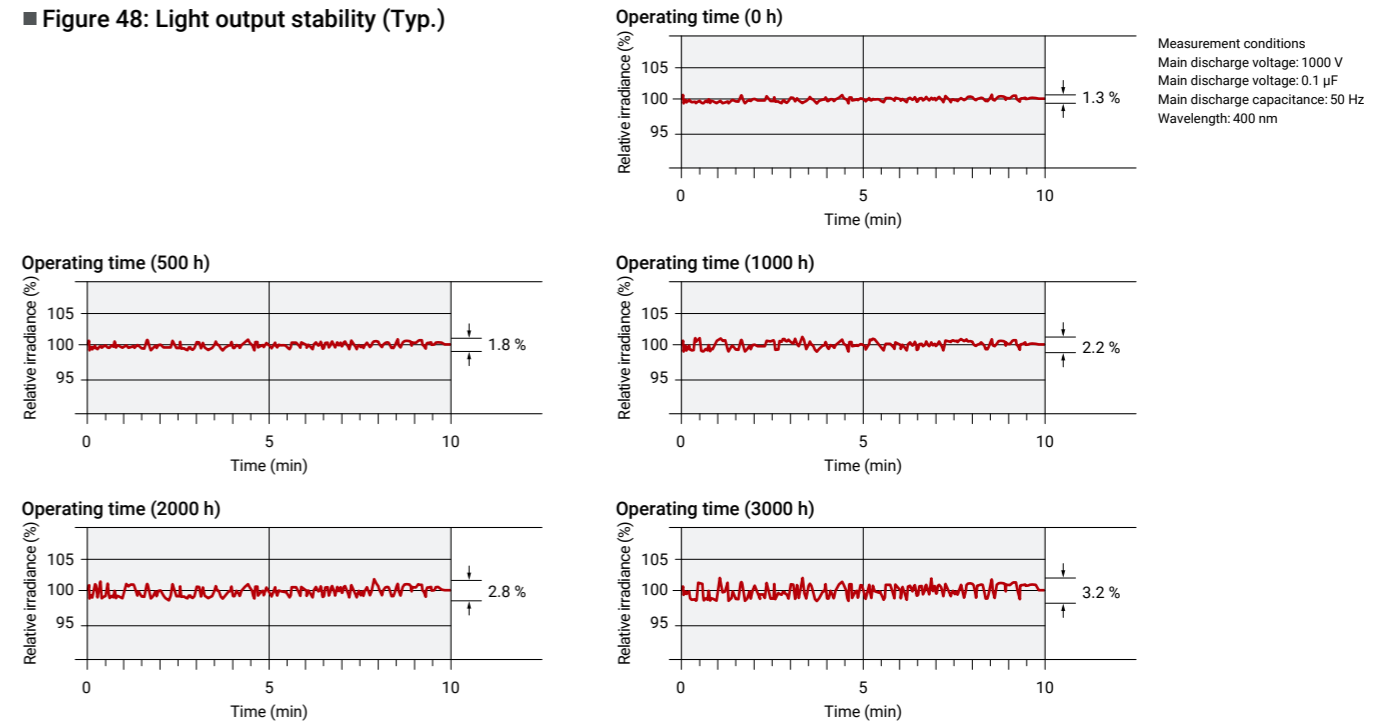 ■ Figure 48: Light output stability (Typ.)
Operating time (0 h)
Relative irradiance (%)
105
100
95
1.3 %
0
5
10
Time (min)
Measurement conditions
Main discharge voltage: 1000 V
Main discharge voltage: 0.1 µF
Main discharge capacitance: 50 Hz
Wavelength: 400 nm
Operating time (500 h)
Relative irradiance (%)
105
100
95
1.8 %
0
5
10
Time (min)
Operating time (1000 h)
Relative irradiance (%)
105
100
95
2.2 %
0
5
10
Time (min)
Operating time (2000 h)
Relative irradiance (%)
105
100
95
2.8 %
0
5
10
Time (min)
Operating time (3000 h)
Relative irradiance (%)
105
100
95
3.2 %
0
5
10
Time (min)